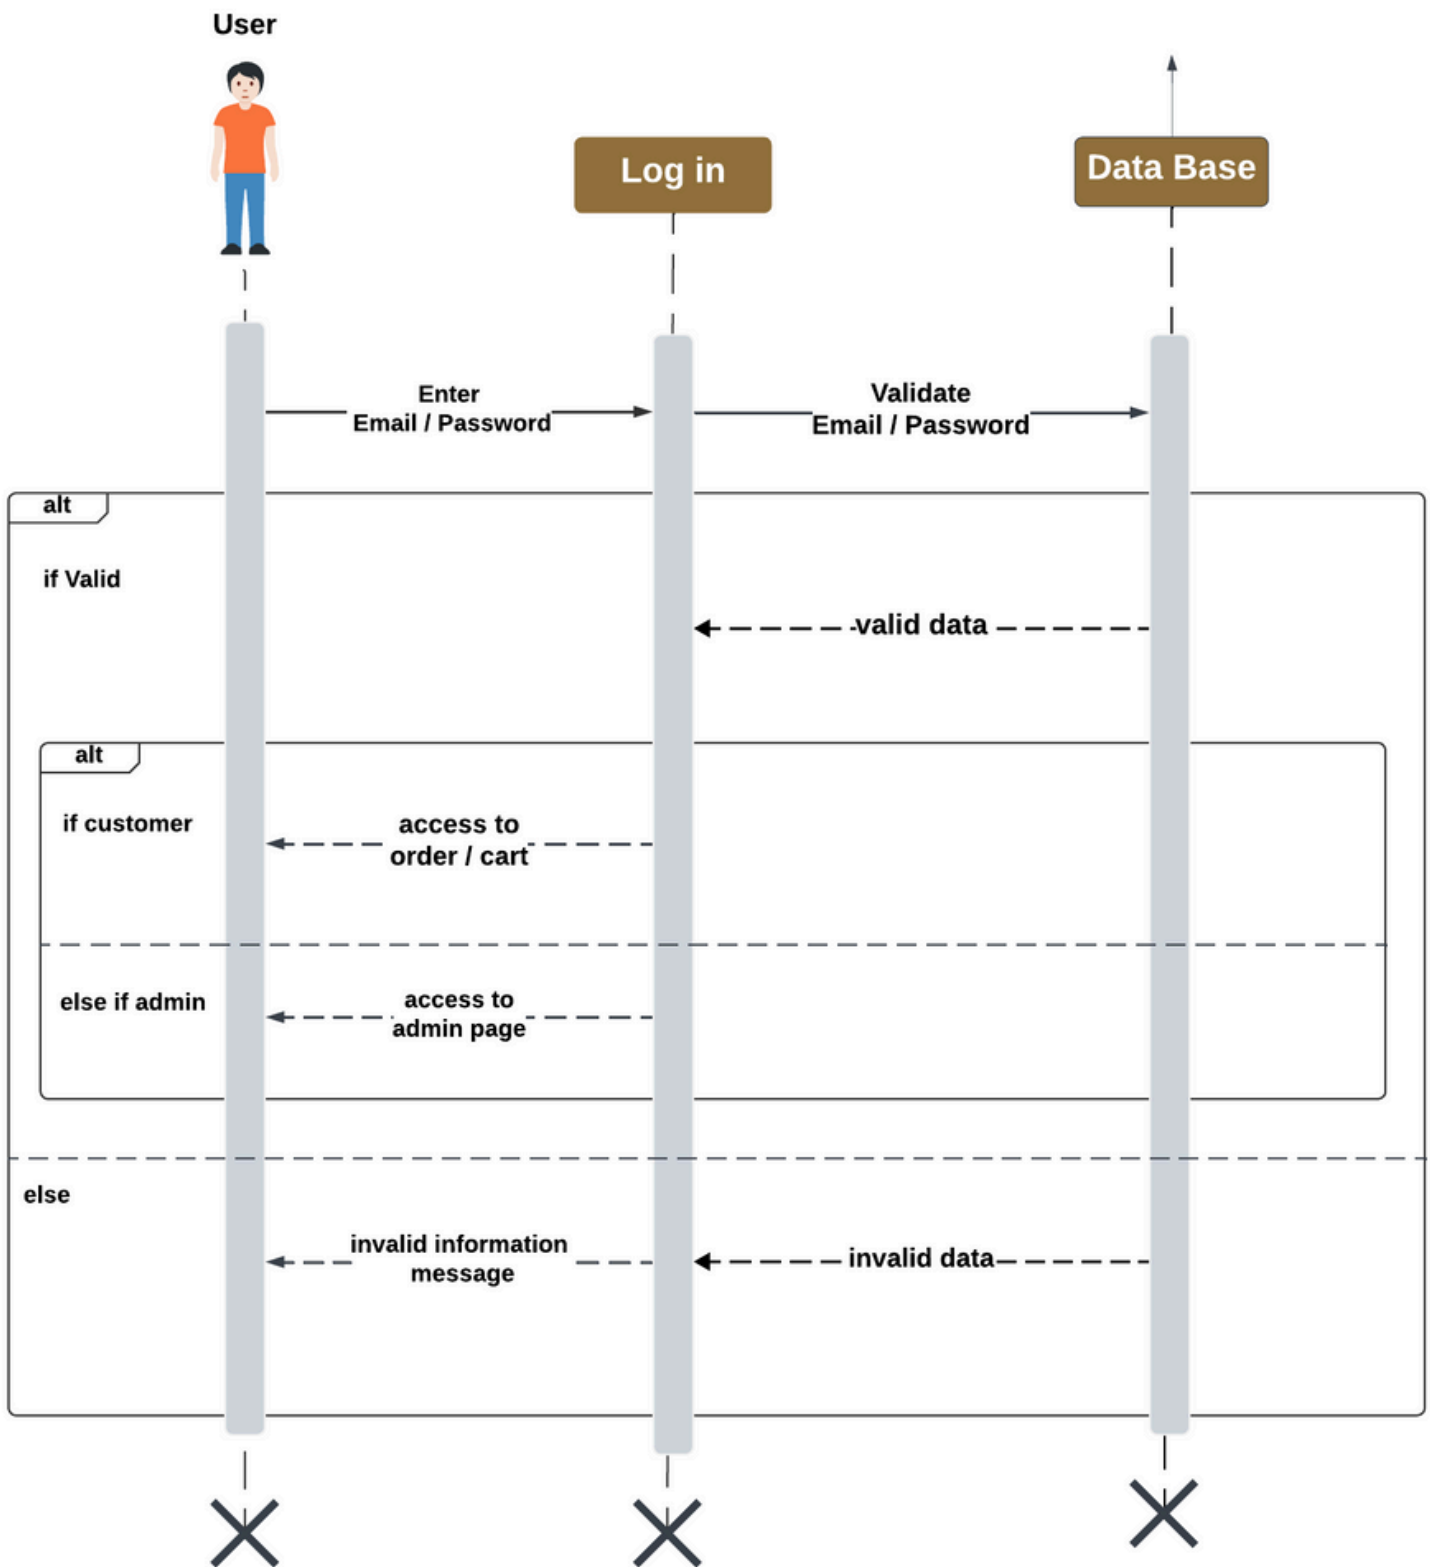 User
Log in
Data Base
Enter
Email / Password
Validate
Email / Password
alt
if Valid
valid data
alt
if customer
access to
order / cart
else if admin
access to
admin page
else
invalid information
message
invalid data